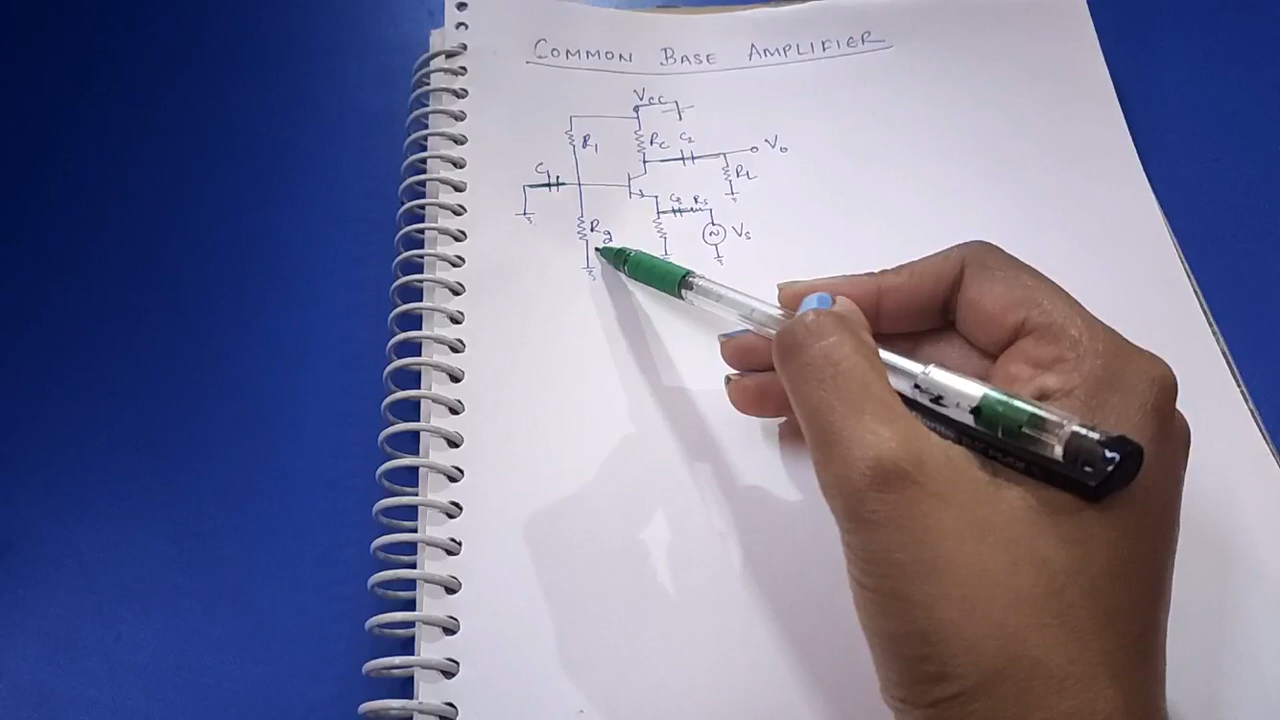 COMMON BASE AMPLIFIER
Vcc
R1
Rc
C2
Vo
C1
RL
C3
Rs
R2
Vs